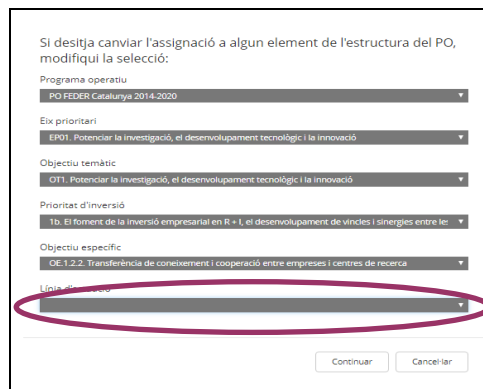 Si desitja canviar l'assignació a algun element de l'estructura del PO,
modifiqui la selecció:
Programa operatiu
PO FEDER Catalunya 2014-2020
Eix prioritari
EP01. Potenciar la investigació, el desenvolupament tecnològic i la innovació
Objectiu temàtic
OT1. Potenciar la investigació, el desenvolupament tecnològic i la innovació
Prioritat d'inversió
1b. El foment de la inversió empresarial en R + I, el desenvolupament de vincles i sinergies entre les
Objectiu específic
OE.1.2.2. Transferència de coneixement i cooperació entre empreses i centres de recerca
Línia
Continuar
Cancel·lar